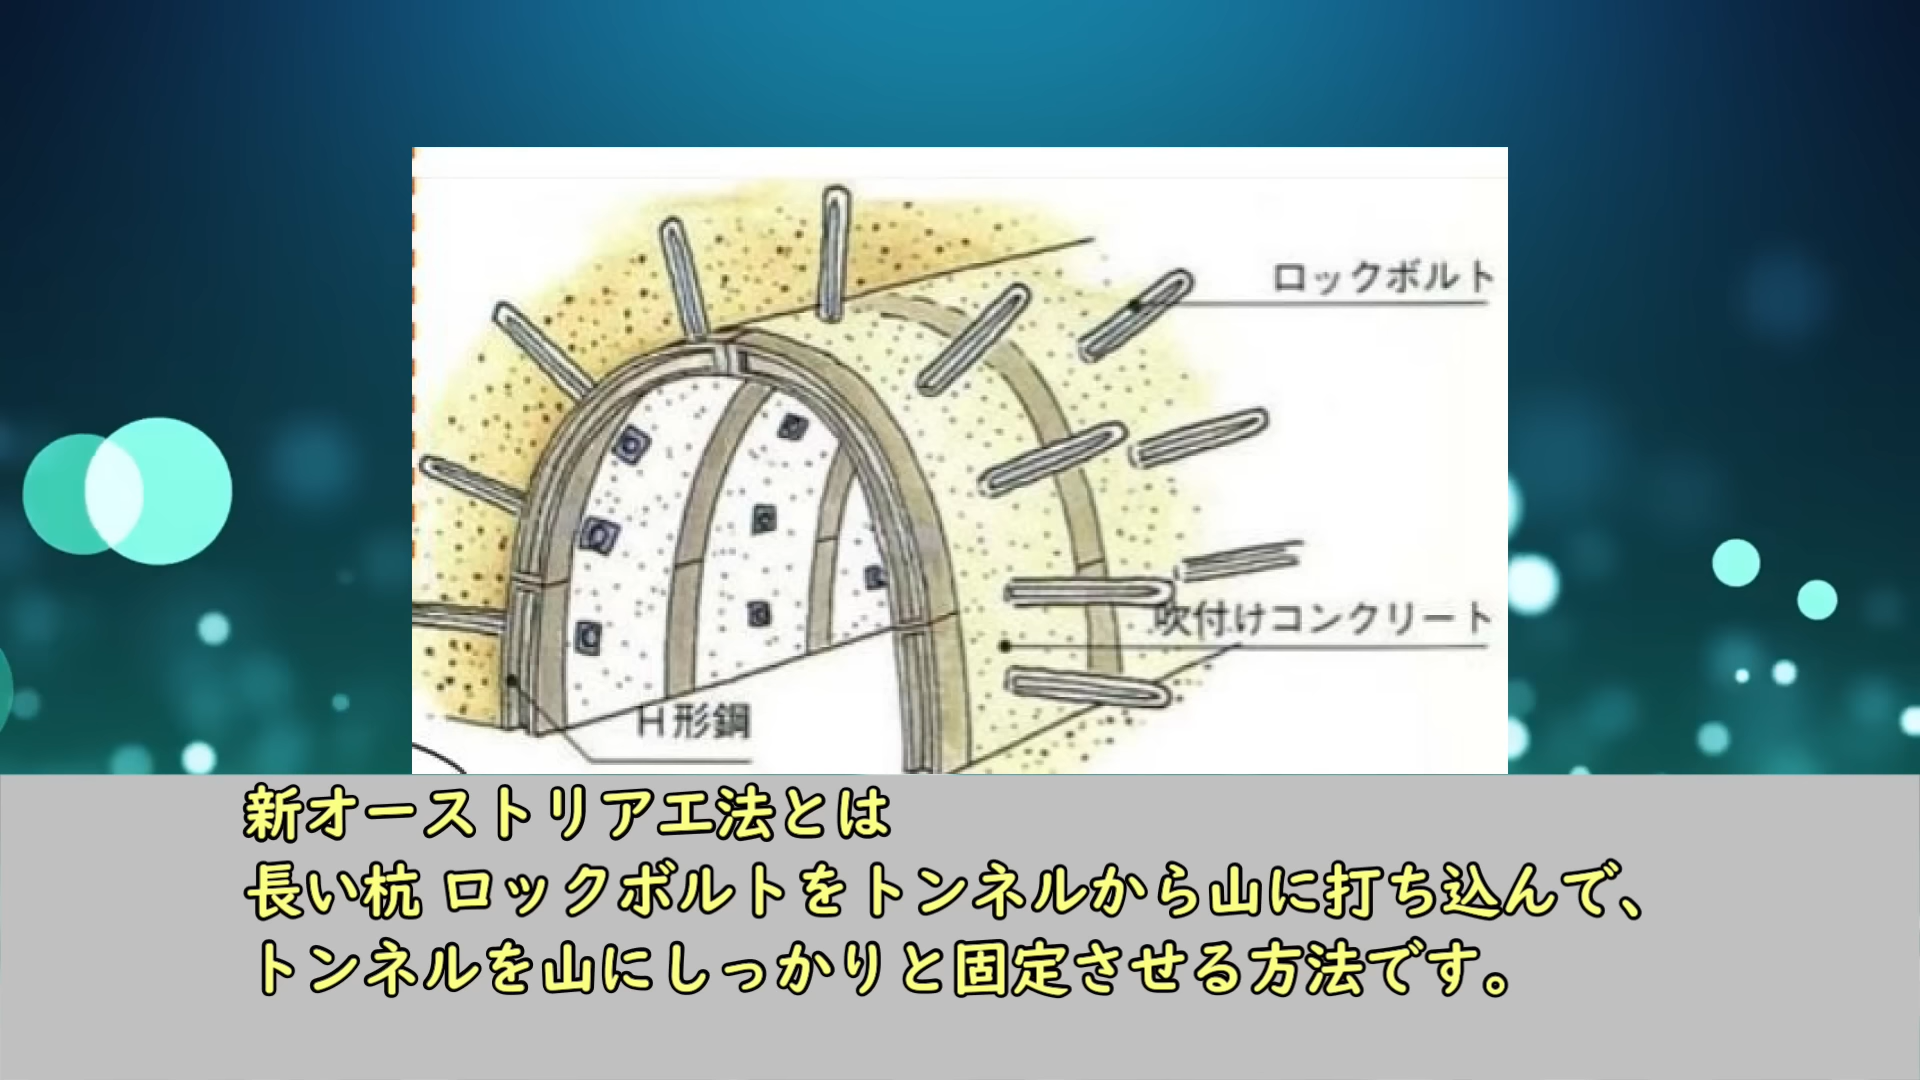 ロックボルト
吹付けコンクリート
H形鋼
新オーストリア工法とは
長い杭 ロックボルトをトンネルから山に打ち込んで、
トンネルを山にしっかりと固定させる方法です。